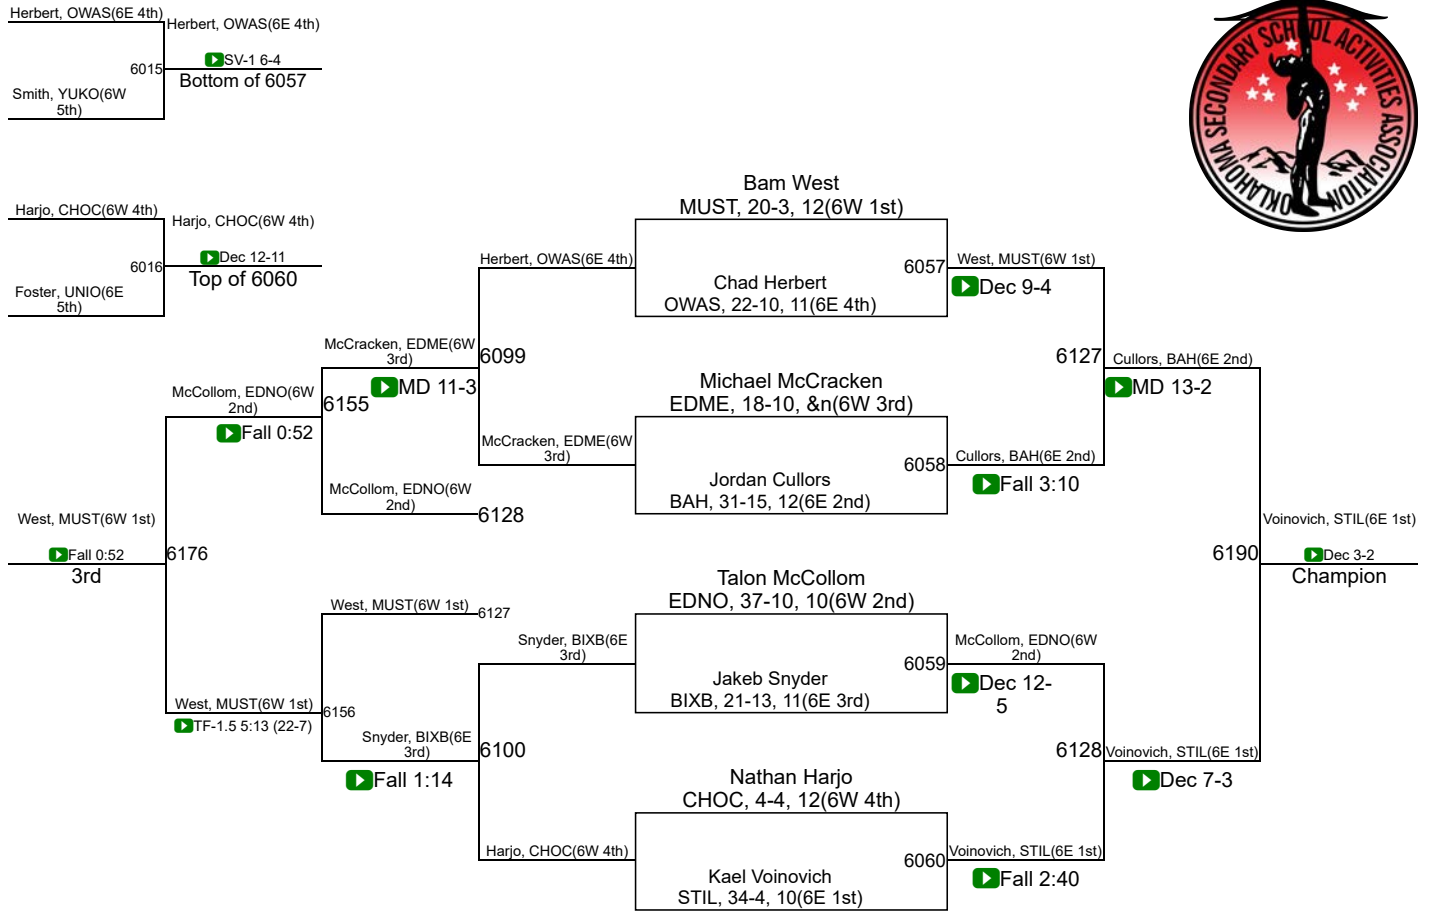 Herbert, OWAS(6E 4th)
Herbert, OWAS(6E 4th)
SV-1 6-4
6015
Bottom of 6057
Smith, YUKO(6W
5th)
OKLAHOMA SECONDARY SCHOOL ACTIVITIES ASSOCIATION
Harjo, CHOC(6W 4th)
Harjo, CHOC(6W 4th)
Dec 12-11
6016
Top of 6060
Foster, UNIO(6E
5th)
Bam West
MUST, 20-3, 12(6W 1st)
Herbert, OWAS(6E 4th)
6057
West, MUST(6W 1st)
Chad Herbert
OWAS, 22-10, 11(6E 4th)
Dec 9-4
McCracken, EDME(6W
3rd)
6099
MD 11-3
6127
Cullors, BAH(6E 2nd)
MD 13-2
Michael McCracken
EDME, 18-10, &n(6W 3rd)
McCollom, EDNO(6W
2nd)
6155
Fall 0:52
McCracken, EDME(6W
3rd)
6058
Cullors, BAH(6E 2nd)
Jordan Cullors
BAH, 31-15, 12(6E 2nd)
Fall 3:10
McCollom, EDNO(6W
2nd)
6128
West, MUST(6W 1st)
Fall 0:52
6176
3rd
6190
Voinovich, STIL(6E 1st)
Dec 3-2
Champion
Talon McCollom
EDNO, 37-10, 10(6W 2nd)
West, MUST(6W 1st)
6127
Snyder, BIXB(6E
3rd)
6059
McCollom, EDNO(6W
2nd)
Jakeb Snyder
BIXB, 21-13, 11(6E 3rd)
Dec 12-
5
West, MUST(6W 1st)
6156
TF-1.5 5:13 (22-7)
Snyder, BIXB(6E
3rd)
6100
Fall 1:14
6128
Voinovich, STIL(6E 1st)
Dec 7-3
Nathan Harjo
CHOC, 4-4, 12(6W 4th)
Harjo, CHOC(6W 4th)
6060
Voinovich, STIL(6E 1st)
Kael Voinovich
STIL, 34-4, 10(6E 1st)
Fall 2:40